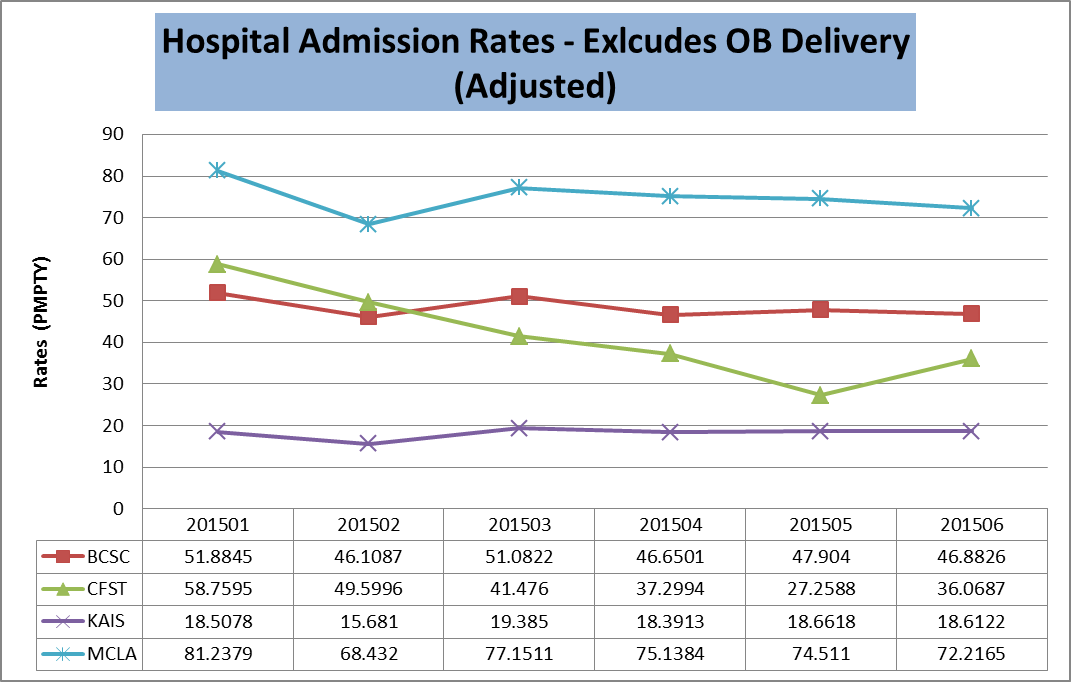 Hospital Admission Rates - Exlcudes OB Delivery
(Adjusted)
Rates (PMPTY)
90
80
70
60
50
40
30
20
10
0
201501 201502 201503 201504 201505 201506
BCSC 51.8845 46.1087 51.0822 46.6501 47.904 46.8826
CFST 58.7595 49.5996 41.476 37.2994 27.2588 36.0687
KAIS 18.5078 15.681 19.385 18.3913 18.6618 18.6122
MCLA 81.2379 68.432 77.1511 75.1384 74.511 72.2165